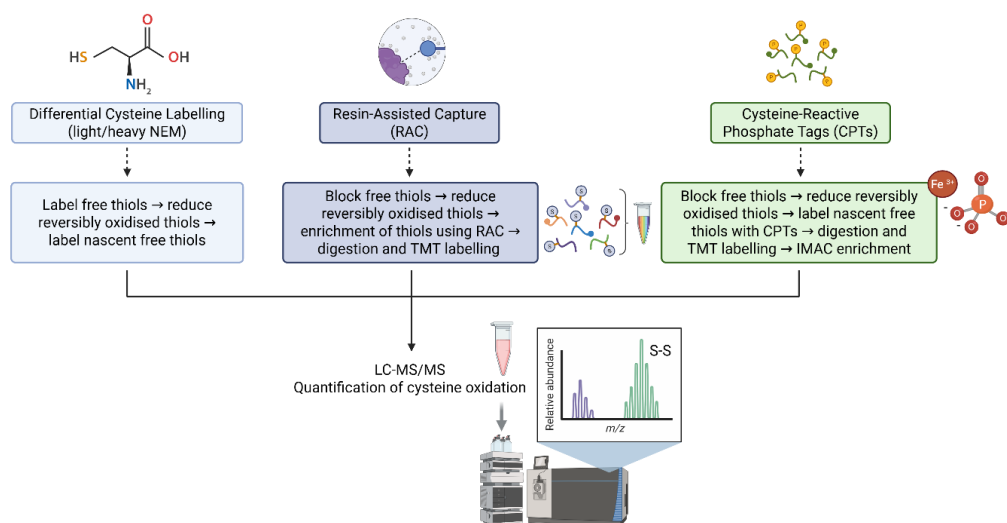 O
HS
OH
NH2
P
P
P
P
P
P
Differential Cysteine Labelling
(light/heavy NEM)
Resin-Assisted Capture
(RAC)
Cysteine-Reactive
Phosphate Tags (CPTs)
Label free thiols → reduce
reversibly oxidised thiols →
label nascent free thiols
Block free thiols → reduce
reversibly oxidised thiols →
enrichment of thiols using RAC →
digestion and TMT labelling
S
S
S
S
S
S
Block free thiols → reduce reversibly
oxidised thiols → label nascent free
thiols with CPTs → digestion and
TMT labelling → IMAC enrichment
Fe 3+
O
O
P
O
O
-
-
-
LC-MS/MS
Quantification of cysteine oxidation
Relative abundance
S-S
m/z